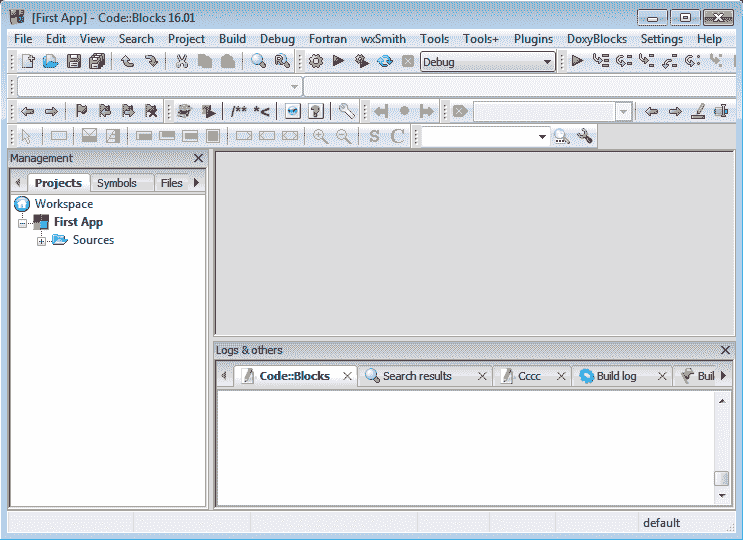 [First App] - Code::Blocks 16.01
File Edit View Search Project Build Debug Fortran wxSmith Tools Tools+ Plugins DoxyBlocks Settings Help
Debug
/** *<
S C
Management
Projects Symbols Files
Workspace
First App
Sources
Logs & others
Code::Blocks Search results Cccc Build log Buil
default